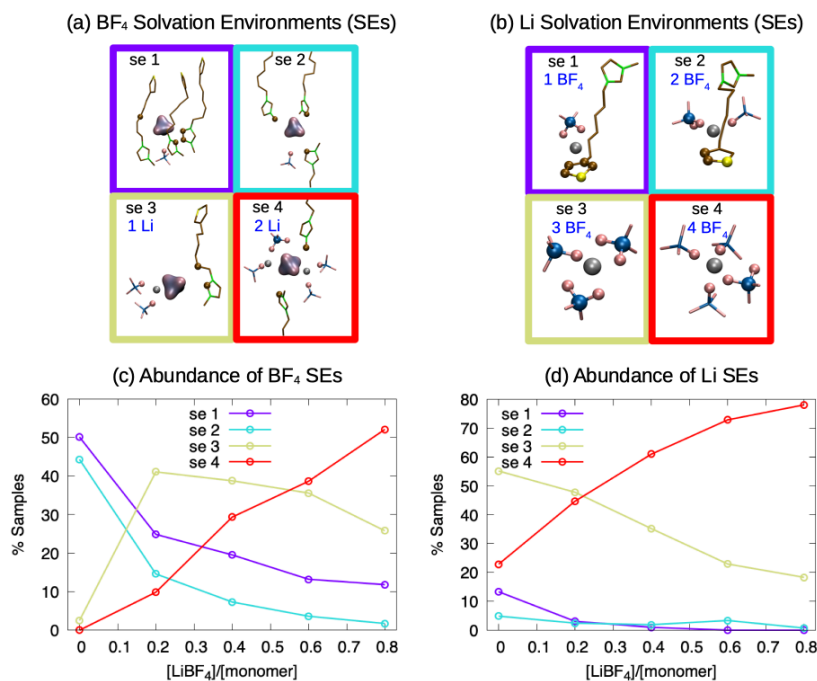 (a) BF₄ Solvation Environments (SEs)
se 1
se 2
se 3
1 Li
se 4
2 Li
(b) Li Solvation Environments (SEs)
se 1
1 BF₄
se 2
2 BF₄
se 3
3 BF₄
se 4
4 BF₄
(c) Abundance of BF₄ SEs
60
50
40
30
20
10
0
% Samples
se 1
se 2
se 3
se 4
0 0.1 0.2 0.3 0.4 0.5 0.6 0.7 0.8
[LiBF₄]/[monomer]
(d) Abundance of Li SEs
80
70
60
50
40
30
20
10
0
% Samples
se 1
se 2
se 3
se 4
0 0.1 0.2 0.3 0.4 0.5 0.6 0.7 0.8
[LiBF₄]/[monomer]